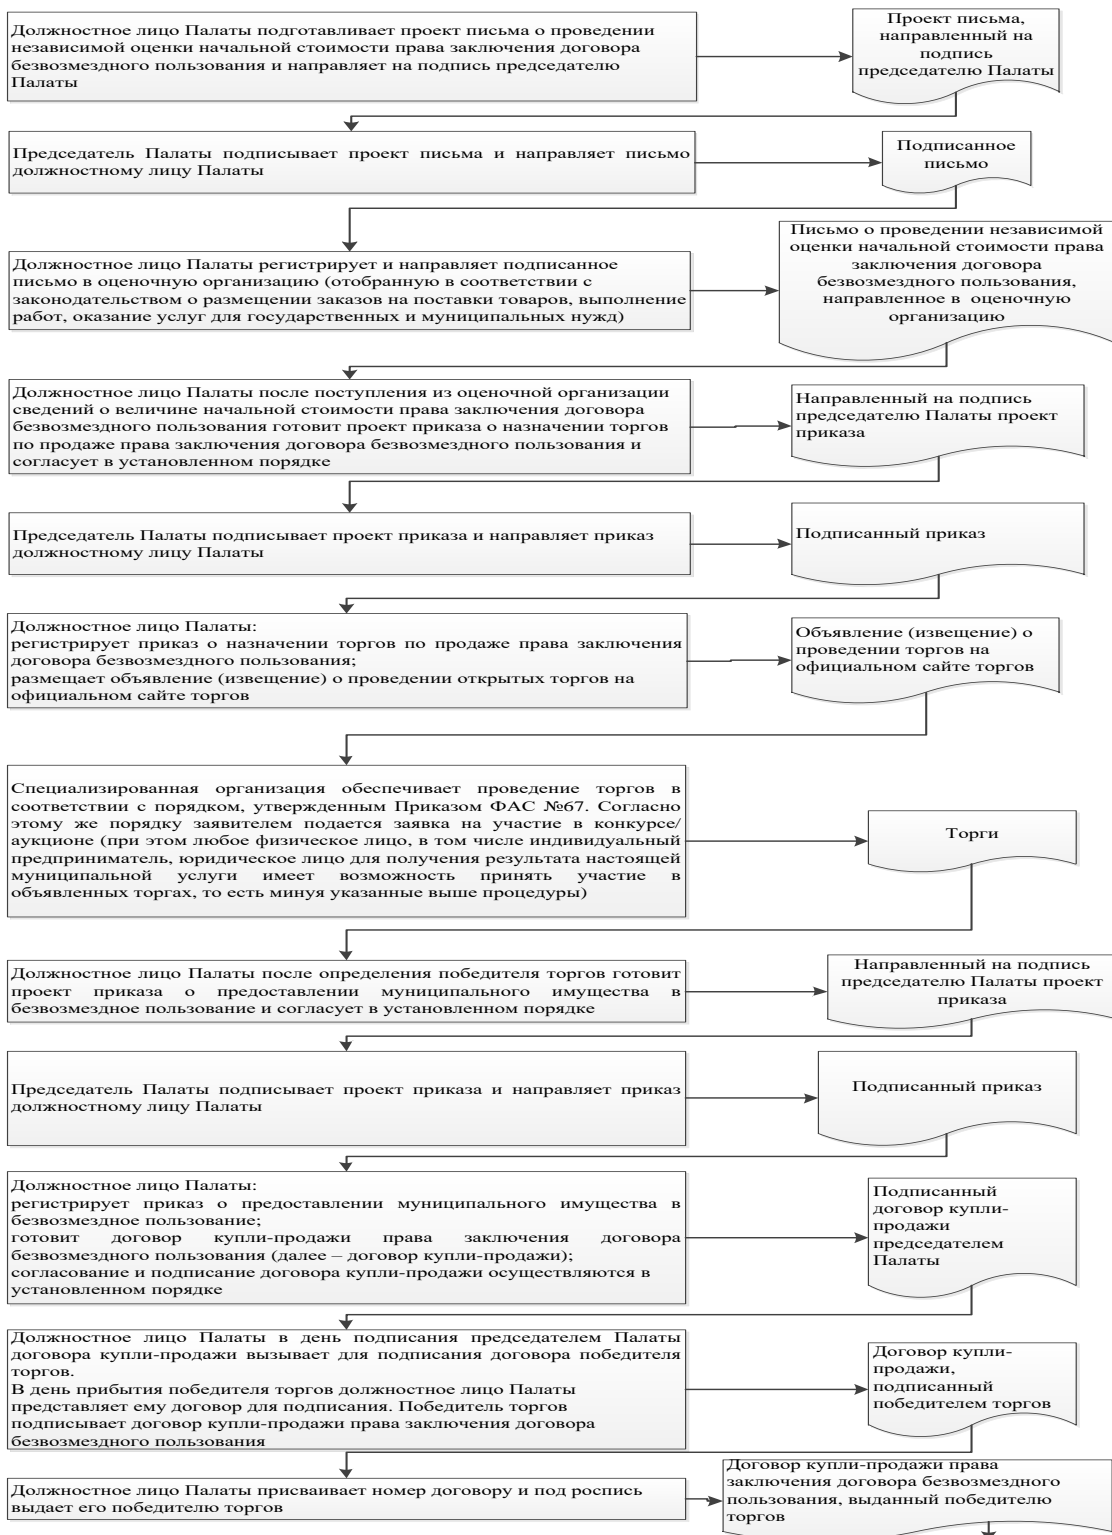 Должностное лицо Палаты подготавливает проект письма о проведении
независимой оценки начальной стоимости права заключения договора
безвозмездного пользования и направляет на подпись председателю
Палаты
Проект письма,
направленный на
подпись
председателю Палаты
Председатель Палаты подписывает проект письма и направляет письмо
должностному лицу Палаты
Подписанное
письмо
Должностное лицо Палаты регистрирует и направляет подписанное
письмо в оценочную организацию (отобранную в соответствии с
законодательством о размещении заказов на поставки товаров, выполнение
работ, оказание услуг для государственных и муниципальных нужд)
Письмо о проведении независимой
оценки начальной стоимости права
заключения договора
безвозмездного пользования,
направленное в оценочную
организацию
Должностное лицо Палаты после поступления из оценочной организации
сведений о величине начальной стоимости права заключения договора
безвозмездного пользования готовит проект приказа о назначении торгов
по продаже права заключения договора безвозмездного пользования и
согласует в установленном порядке
Направленный на подпись
председателю Палаты проект
приказа
Председатель Палаты подписывает проект приказа и направляет приказ
должностному лицу Палаты
Подписанный приказ
Должностное лицо Палаты:
регистрирует приказ о назначении торгов по продаже права заключения
договора безвозмездного пользования;
размещает объявление (извещение) о проведении открытых торгов на
официальном сайте торгов
Объявление (извещение) о
проведении торгов на
официальном сайте торгов
Специализированная организация обеспечивает проведение торгов в
соответствии с порядком, утвержденным Приказом ФАС №67. Согласно
этому же порядку заявителем подается заявка на участие в конкурсе/
аукционе (при этом любое физическое лицо, в том числе индивидуальный
предприниматель, юридическое лицо для получения результата настоящей
муниципальной услуги имеет возможность принять участие в
объявленных торгах, то есть минуя указанные выше процедуры)
Торги
Должностное лицо Палаты после определения победителя торгов готовит
проект приказа о предоставлении муниципального имущества в
безвозмездное пользование и согласует в установленном порядке
Направленный на подпись
председателю Палаты проект
приказа
Председатель Палаты подписывает проект приказа и направляет приказ
должностному лицу Палаты
Подписанный приказ
Должностное лицо Палаты:
регистрирует приказ о предоставлении муниципального имущества в
безвозмездное пользование;
готовит договор купли-продажи права заключения договора
безвозмездного пользования (далее – договор купли-продажи);
согласование и подписание договора купли-продажи осуществляются в
установленном порядке
Подписанный
договор купли-
продажи
председателем
Палаты
Должностное лицо Палаты в день подписания председателем Палаты
договора купли-продажи вызывает для подписания договора победителя
торгов.
В день прибытия победителя торгов должностное лицо Палаты
представляет ему договор для подписания. Победитель торгов
подписывает договор купли-продажи права заключения договора
безвозмездного пользования
Договор купли-
продажи,
подписанный
победителем торгов
Должностное лицо Палаты присваивает номер договору и под роспись
выдает его победителю торгов
Договор купли-продажи права
заключения договора безвозмездного
пользования, выданный победителю
торгов